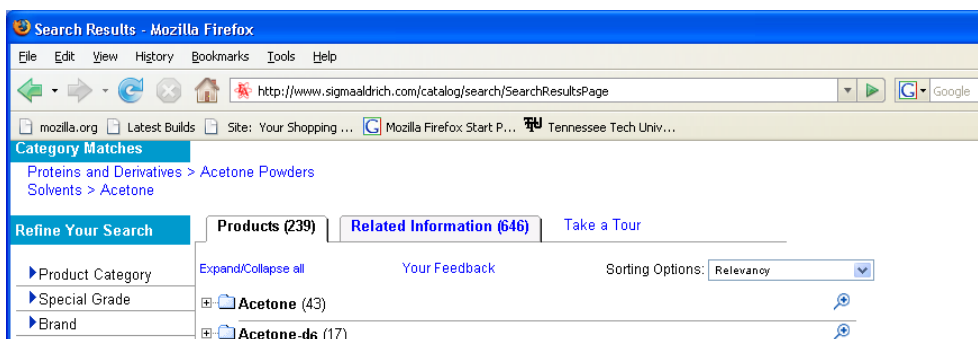 Search Results - Mozilla Firefox
File Edit View History Bookmarks Tools Help
http://www.sigmaaldrich.com/catalog/search/SearchResultsPage G Google
mozilla.org Latest Builds Site: Your Shopping ... G Mozilla Firefox Start P... TTU Tennessee Tech Univ...
Category Matches
Proteins and Derivatives > Acetone Powders
Solvents > Acetone
Refine Your Search Products (239) Related Information (646) Take a Tour
Product Category Expand/Collapse all Your Feedback Sorting Options: Relevancy
Special Grade Acetone (43)
Brand Acetone-d6 (17)